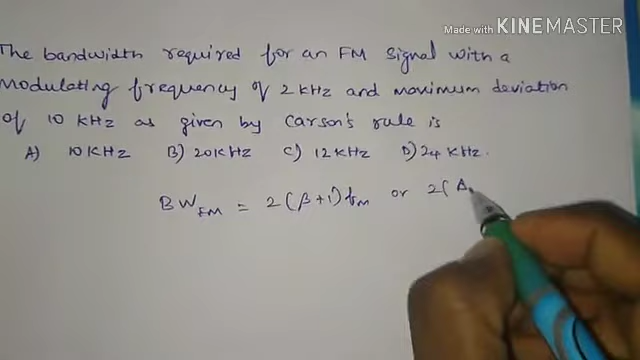 Made with KINEMASTER
The bandwidth required for an FM signal with a
modulating frequency of 2 KHz and maximum deviation
of 10 KHz as given by Carson's rule is
A) 10 KHz B) 20 KHz C) 12 KHz D) 24 KHz.
BW_FM = 2(β+1)f_M or 2(Δ